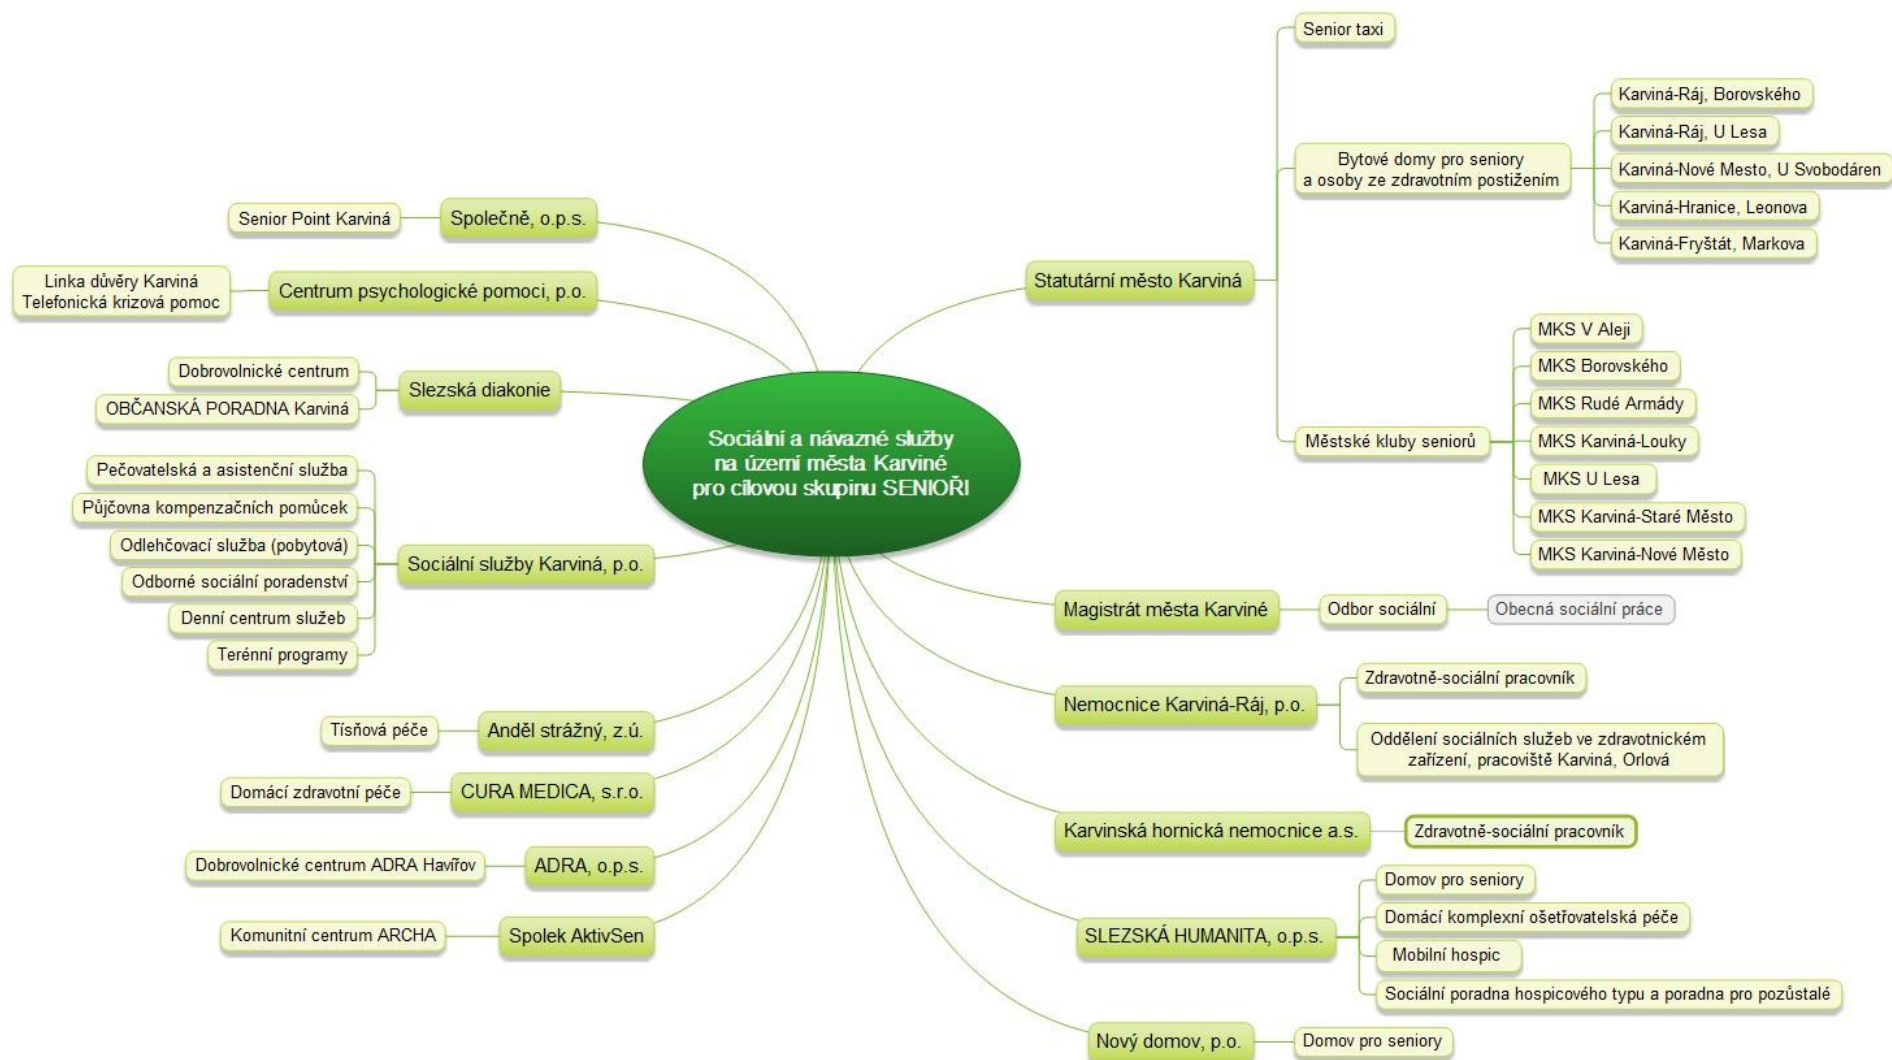 Sociální a návazné služby
na území města Karviné
pro cílovou skupinu SENIOŘI
Společně, o.p.s.
Senior Point Karviná
Centrum psychologické pomoci, p.o.
Linka důvěry Karviná
Telefonická krizová pomoc
Slezská diakonie
Dobrovolnické centrum
OBČANSKÁ PORADNA Karviná
Sociální služby Karviná, p.o.
Pečovatelská a asistenční služba
Půjčovna kompenzačních pomůcek
Odlehčovací služba (pobytová)
Odborné sociální poradenství
Denní centrum služeb
Terénní programy
Anděl strážný, z.ú.
Tísňová péče
CURA MEDICA, s.r.o.
Domácí zdravotní péče
ADRA, o.p.s.
Dobrovolnické centrum ADRA Havířov
Spolek AktivSen
Komunitní centrum ARCHA
Statutární město Karviná
Senior taxi
Bytové domy pro seniory
a osoby ze zdravotním postižením
Karviná-Ráj, Borovského
Karviná-Ráj, U Lesa
Karviná-Nové Mesto, U Svobodáren
Karviná-Hranice, Leonova
Karviná-Fryštát, Markova
Městské kluby seniorů
MKS V Aleji
MKS Borovského
MKS Rudé Armády
MKS Karviná-Louky
MKS U Lesa
MKS Karviná-Staré Město
MKS Karviná-Nové Město
Magistrát města Karviné
Odbor sociální
Obecná sociální práce
Nemocnice Karviná-Ráj, p.o.
Zdravotně-sociální pracovník
Oddělení sociálních služeb ve zdravotnickém
zařízení, pracoviště Karviná, Orlová
Karvinská hornická nemocnice a.s.
Zdravotně-sociální pracovník
SLEZSKÁ HUMANITA, o.p.s.
Domov pro seniory
Domácí komplexní ošetřovatelská péče
Mobilní hospic
Sociální poradna hospicového typu a poradna pro pozůstalé
Nový domov, p.o.
Domov pro seniory